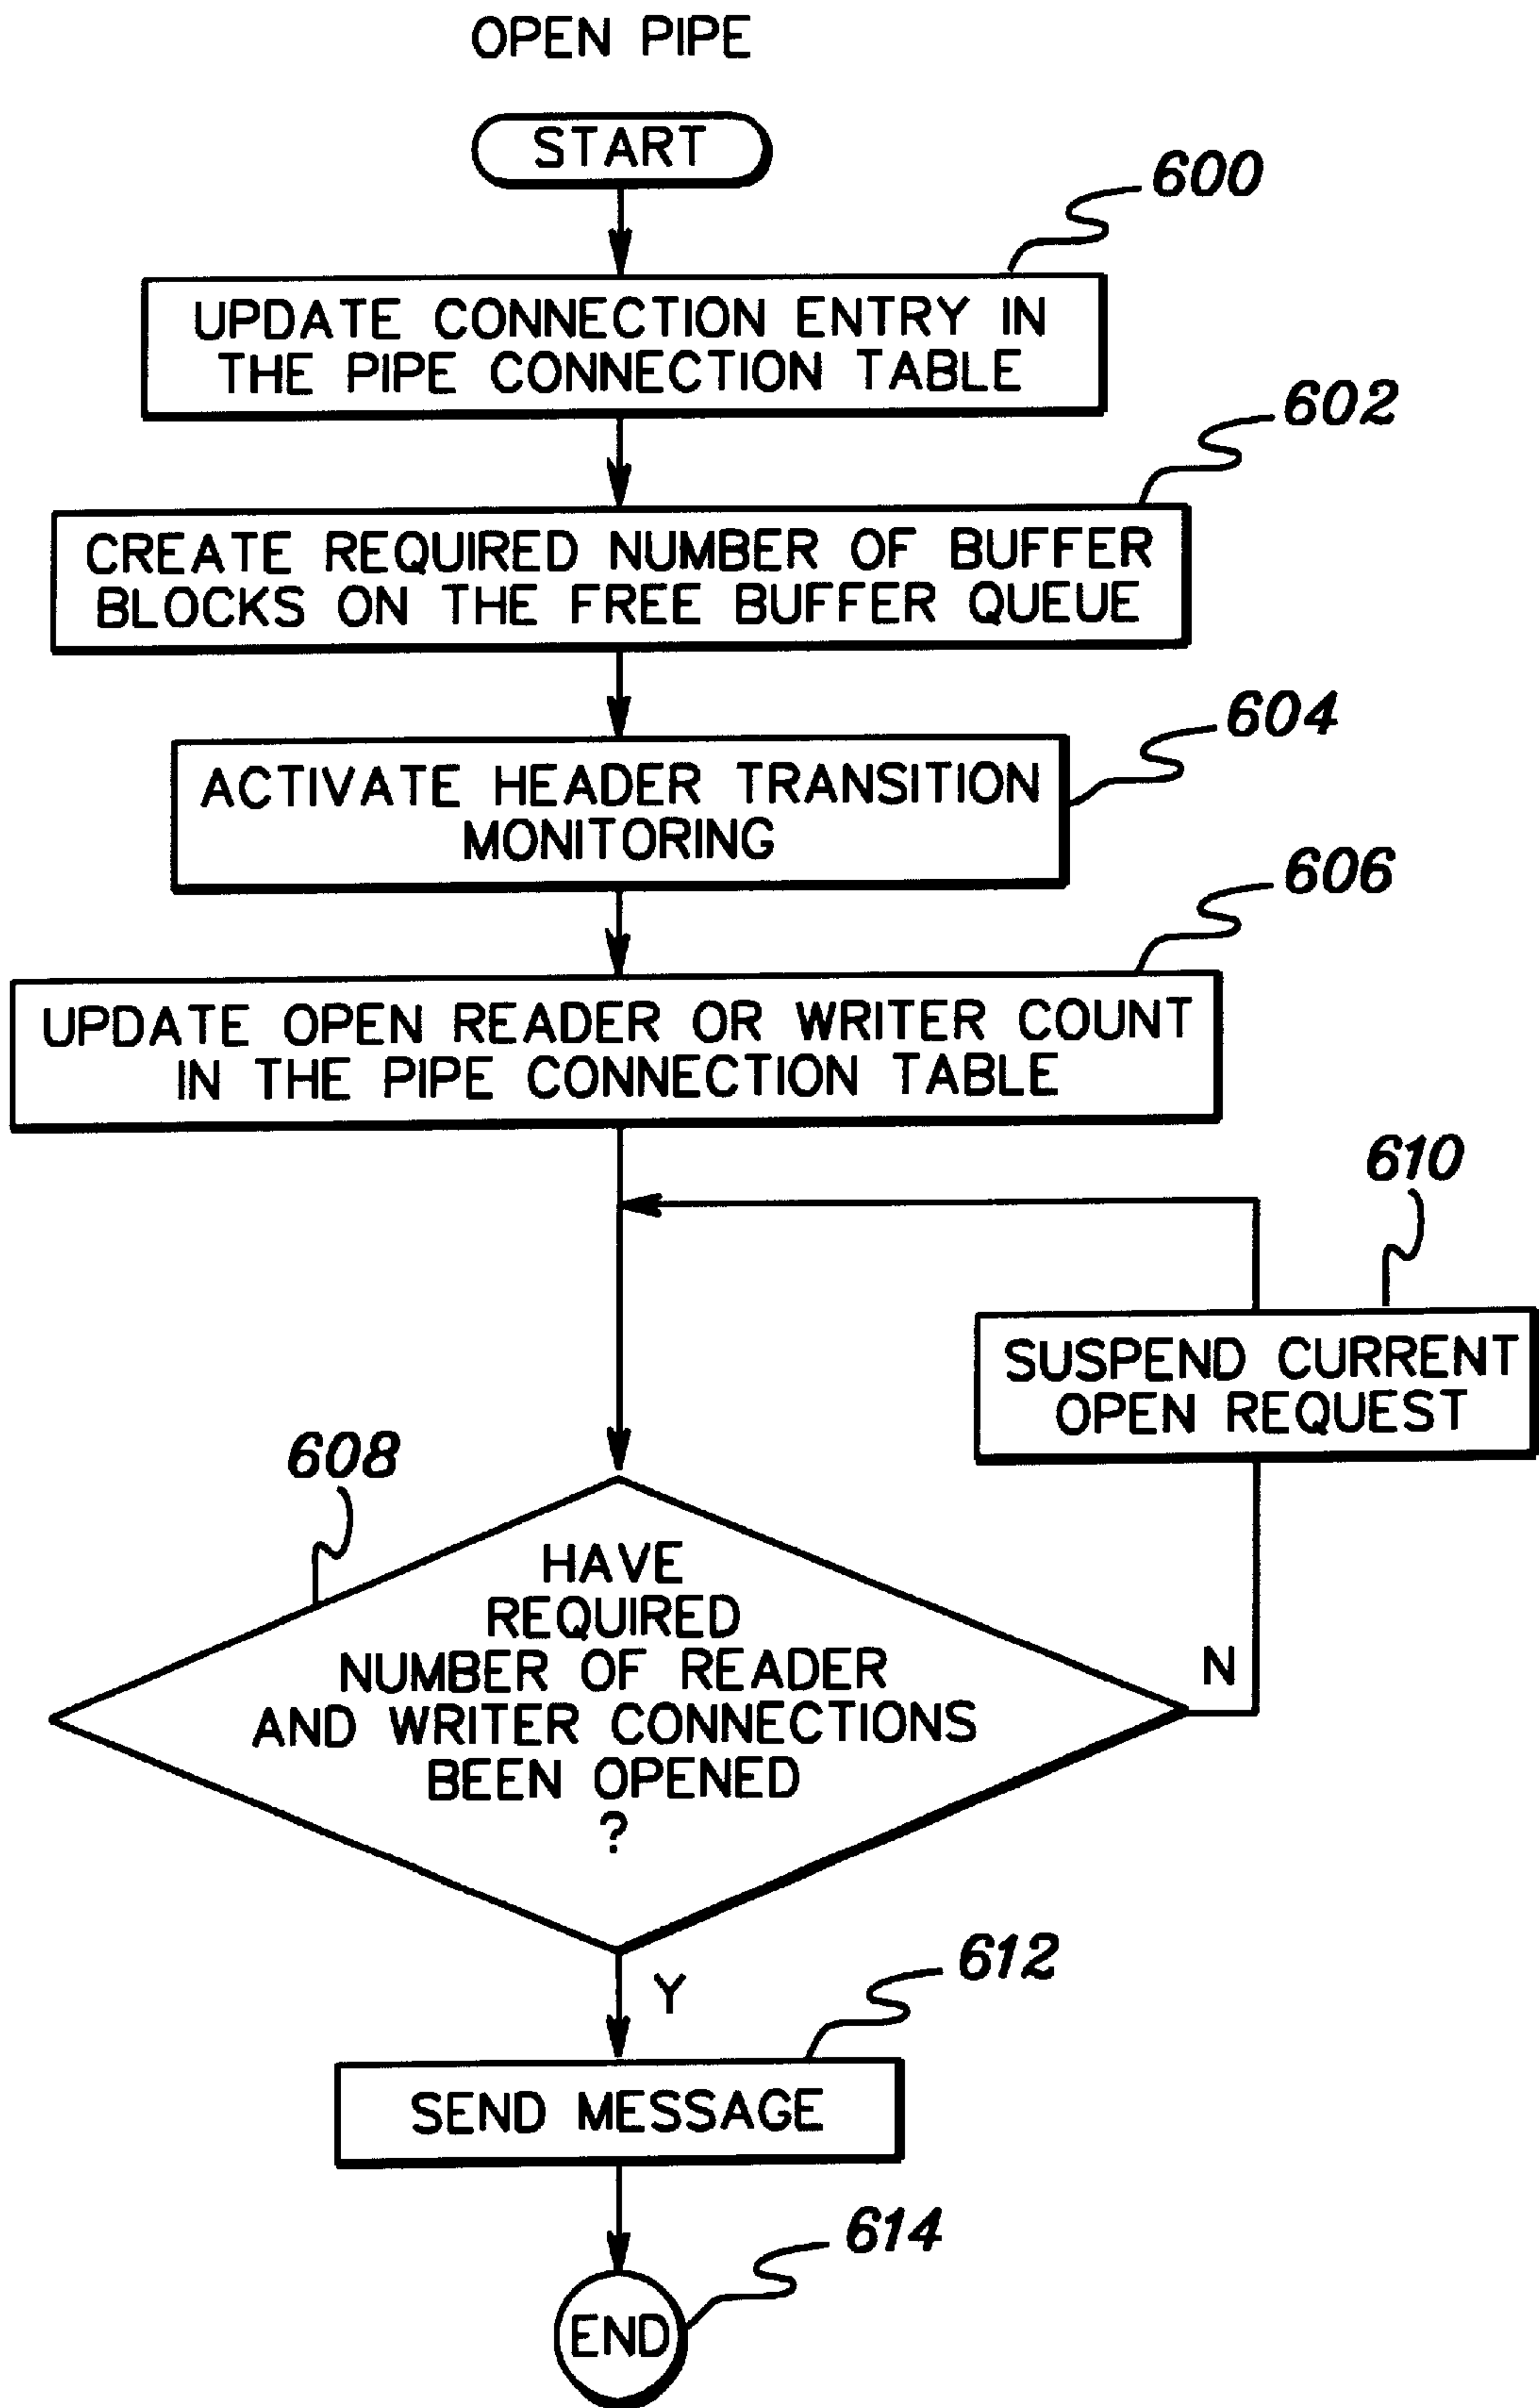 OPEN PIPE
START
600
UPDATE CONNECTION ENTRY IN
THE PIPE CONNECTION TABLE
602
CREATE REQUIRED NUMBER OF BUFFER
BLOCKS ON THE FREE BUFFER QUEUE
604
ACTIVATE HEADER TRANSITION
MONITORING
606
UPDATE OPEN READER OR WRITER COUNT
IN THE PIPE CONNECTION TABLE
610
SUSPEND CURRENT
OPEN REQUEST
608
HAVE
REQUIRED
NUMBER OF READER
AND WRITER CONNECTIONS
BEEN OPENED
?
N
Y
612
SEND MESSAGE
614
END